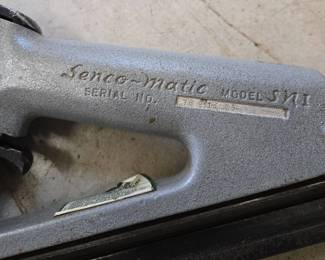 Senco-matic MODEL SN I
SERIAL NO.